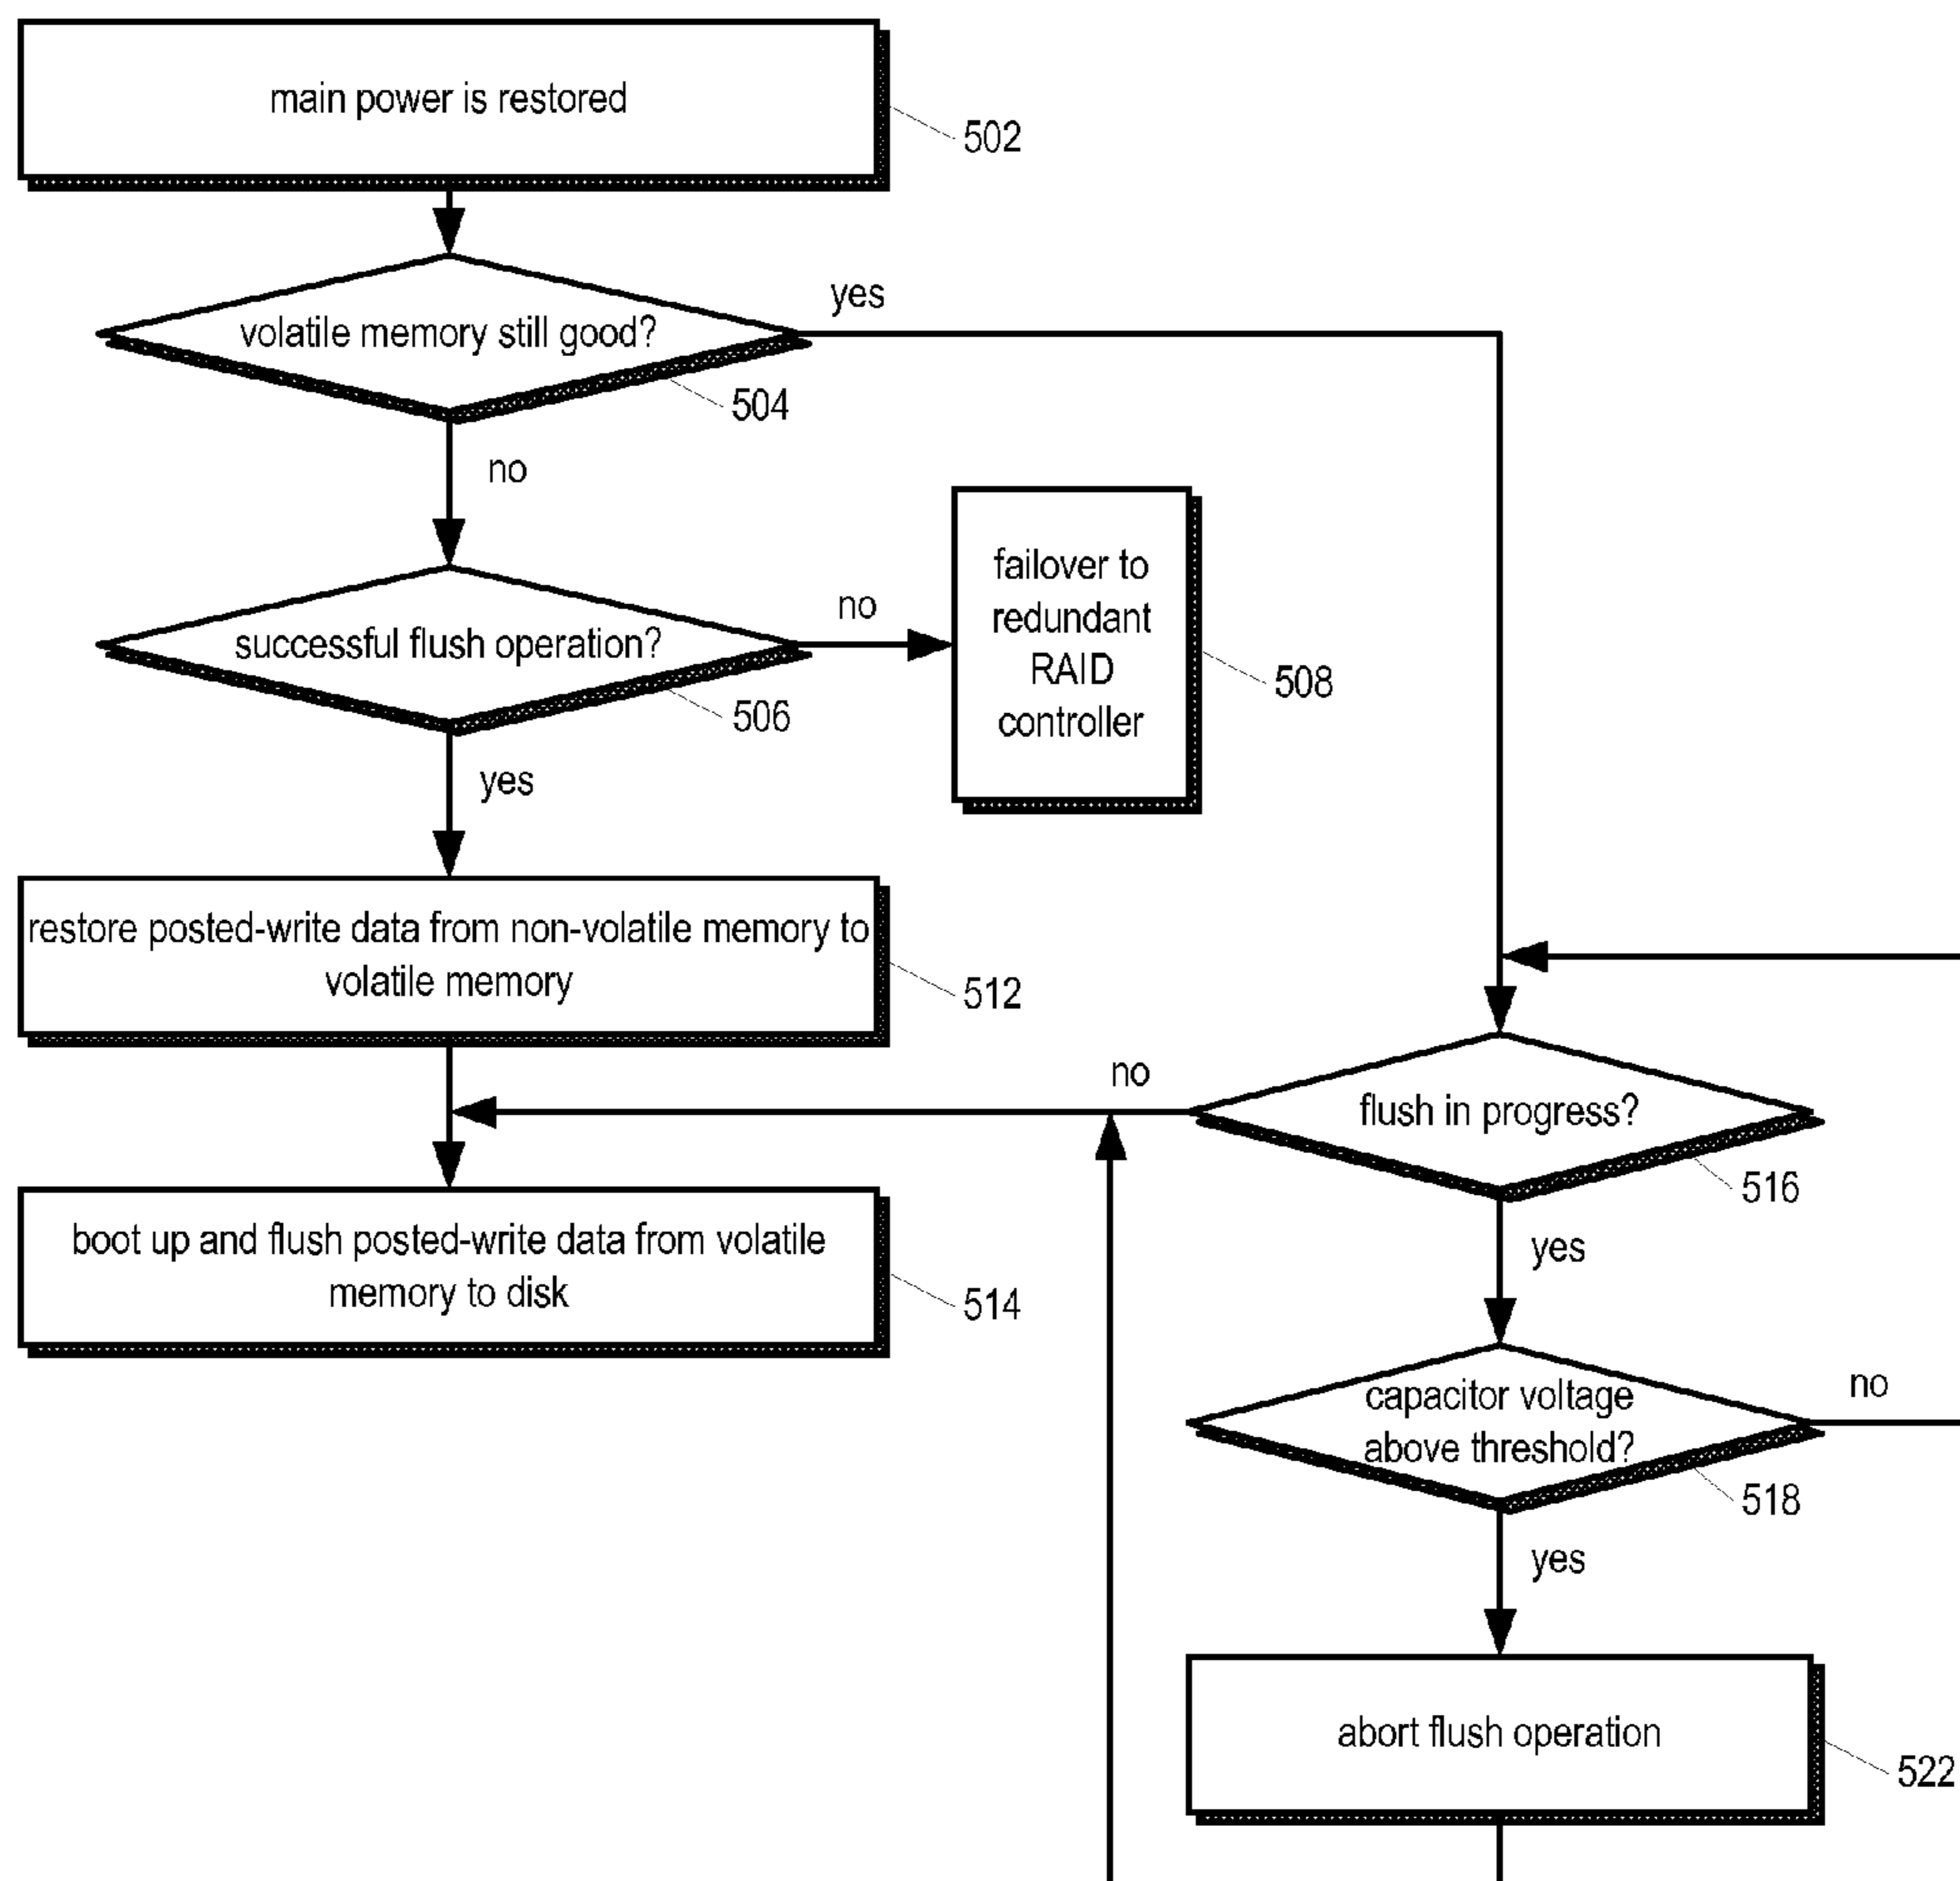 main power is restored
502
yes
volatile memory still good?
504
no
failover to
redundant
RAID
controller
508
no
successful flush operation?
506
yes
restore posted-write data from non-volatile memory to
volatile memory
512
no
flush in progress?
516
boot up and flush posted-write data from volatile
memory to disk
514
yes
capacitor voltage
above threshold?
no
518
yes
abort flush operation
522